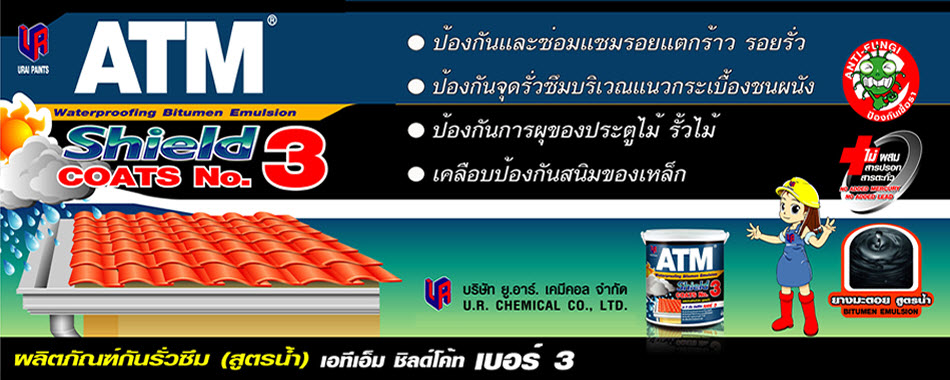 UR
URAI PAINTS
ATM®
Waterproofing Bitumen Emulsion
Shield
COATS No. 3
ป้องกันและซ่อมแซมรอยแตกร้าว รอยรั่ว
ป้องกันจุดรั่วซึมบริเวณแนวกระเบื้องชนผนัง
ป้องกันการผุของประตูไม้ รั้วไม้
เคลือบป้องกันสนิมของเหล็ก
ANTI-FUNGI
ป้องกันเชื้อรา
ไม่ ผสม
สารปรอท
สารตะกั่ว
NO ADDED MERCURY
NO ADDED LEAD
UR
บริษัท ยู.อาร์. เคมีคอล จำกัด
U.R. CHEMICAL CO., LTD.
ATM
Waterproofing Bitumen Emulsion
Shield
COATS No. 3
ยางมะตอย สูตรน้ำ
BITUMEN EMULSION
ผลิตภัณฑ์กันรั่วซึม (สูตรน้ำ) เอทีเอ็ม ชิลด์โค้ท เบอร์ 3